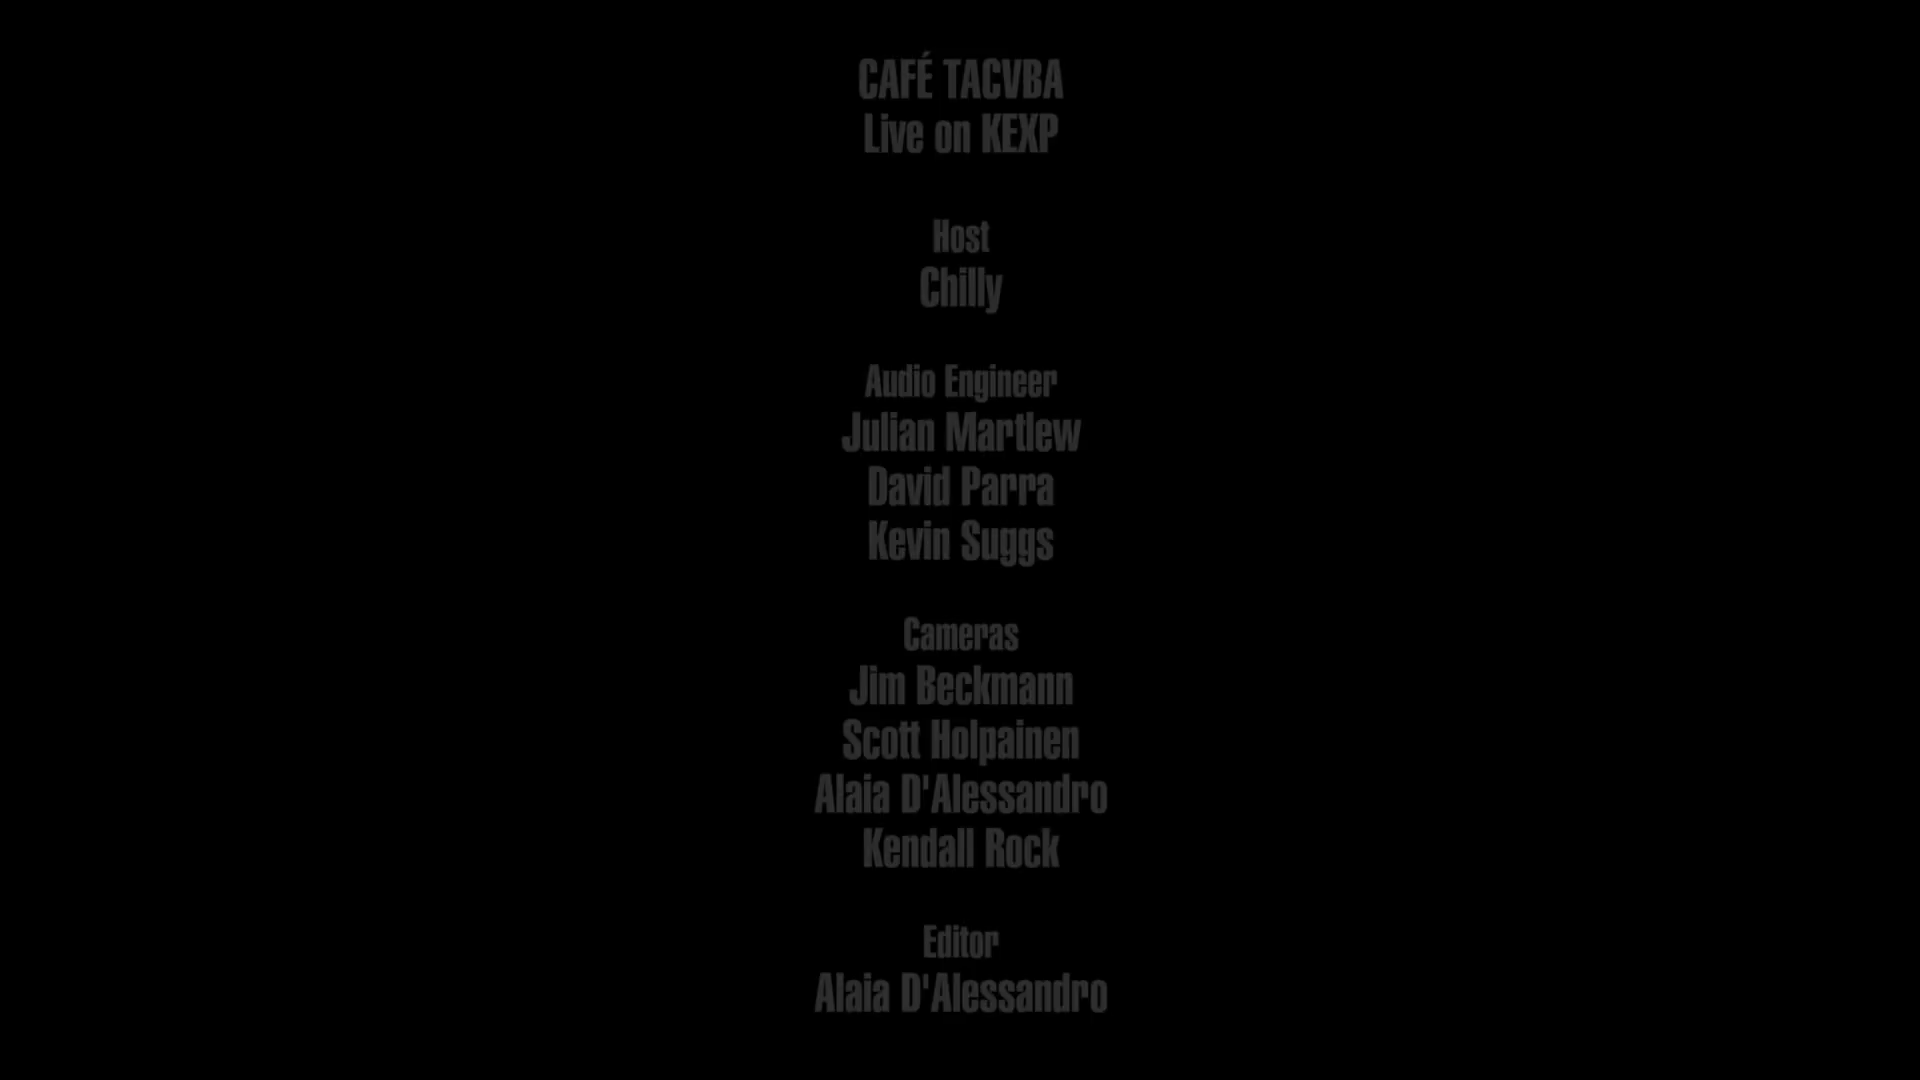 CAFÉ TACVBA
Live on KEXP
Host
Chilly
Audio Engineer
Julian Martlew
David Parra
Kevin Suggs
Cameras
Jim Beckmann
Scott Holpainen
Alaia D'Alessandro
Kendall Rock
Editor
Alaia D'Alessandro